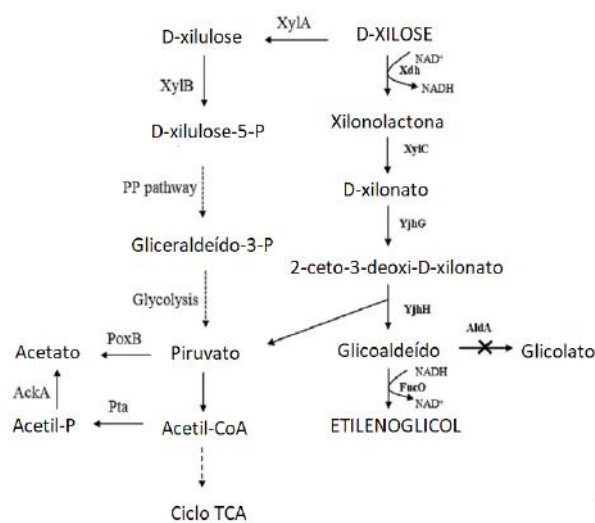 D-xilulose XylA D-XILOSE
NAD⁺
Xdh
NADH
XylB
Xilonolactona
D-xilulose-5-P
XylC
PP pathway
D-xilonato
YjhG
Gliceraldeído-3-P
2-ceto-3-deoxi-D-xilonato
Glycolysis
YjhH
AldA
PoxB
Acetato Piruvato Glicoaldeído Glicolato
NADH
AckA
FucO
Pta
NAD⁺
Acetil-P Acetil-CoA ETILENOGLICOL
Ciclo TCA